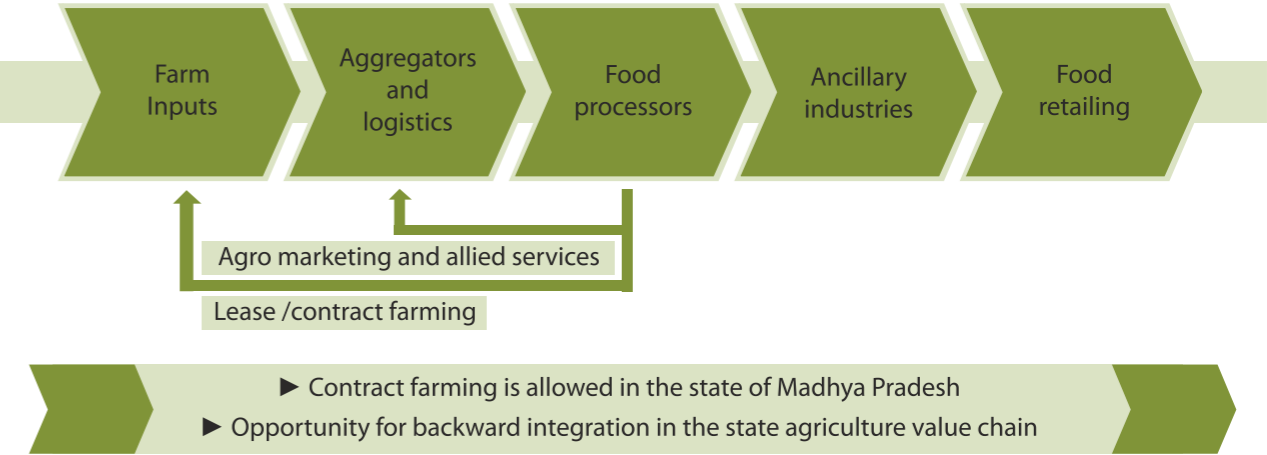 Farm
Inputs
Aggregators
and
logistics
Food
processors
Ancillary
industries
Food
retailing
Agro marketing and allied services
Lease /contract farming
► Contract farming is allowed in the state of Madhya Pradesh
► Opportunity for backward integration in the state agriculture value chain